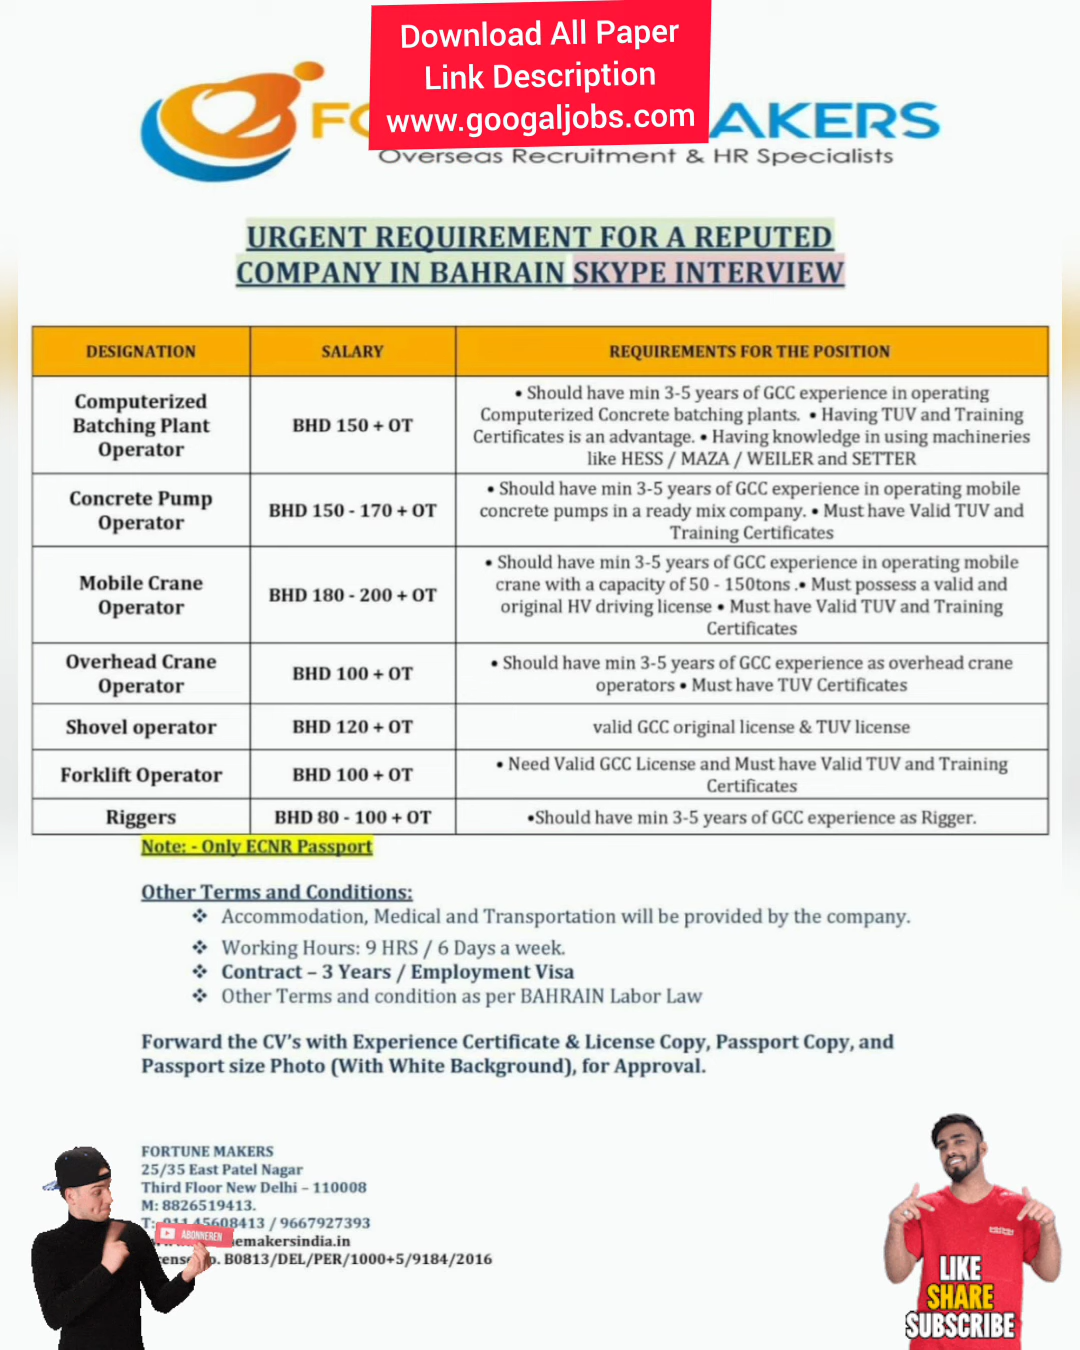 Download All Paper
Link Description
www.googaljobs.com
AKERS
Overseas Recruitment & HR Specialists
URGENT REQUIREMENT FOR A REPUTED
COMPANY IN BAHRAIN SKYPE INTERVIEW
DESIGNATION SALARY REQUIREMENTS FOR THE POSITION
Computerized
Batching Plant
Operator
BHD 150 + OT
• Should have min 3-5 years of GCC experience in operating
Computerized Concrete batching plants. • Having TUV and Training
Certificates is an advantage. • Having knowledge in using machineries
like HESS / MAZA / WEILER and SETTER
Concrete Pump
Operator
BHD 150 - 170 + OT
• Should have min 3-5 years of GCC experience in operating mobile
concrete pumps in a ready mix company. • Must have Valid TUV and
Training Certificates
Mobile Crane
Operator
BHD 180 - 200 + OT
• Should have min 3-5 years of GCC experience in operating mobile
crane with a capacity of 50 - 150tons .• Must possess a valid and
original HV driving license • Must have Valid TUV and Training
Certificates
Overhead Crane
Operator
BHD 100 + OT
• Should have min 3-5 years of GCC experience as overhead crane
operators • Must have TUV Certificates
Shovel operator
BHD 120 + OT
valid GCC original license & TUV license
Forklift Operator
BHD 100 + OT
• Need Valid GCC License and Must have Valid TUV and Training
Certificates
Riggers
BHD 80 - 100 + OT
•Should have min 3-5 years of GCC experience as Rigger.
Note: - Only ECNR Passport
Other Terms and Conditions:
❖ Accommodation, Medical and Transportation will be provided by the company.
❖ Working Hours: 9 HRS / 6 Days a week.
❖ Contract – 3 Years / Employment Visa
❖ Other Terms and condition as per BAHRAIN Labor Law
Forward the CV's with Experience Certificate & License Copy, Passport Copy, and
Passport size Photo (With White Background), for Approval.
FORTUNE MAKERS
25/35 East Patel Nagar
Third Floor New Delhi – 110008
M: 8826519413.
T: 011 45608413 / 9667927393
ABONNEREN
emakersindia.in
B0813/DEL/PER/1000+5/9184/2016
LIKE
SHARE
SUBSCRIBE